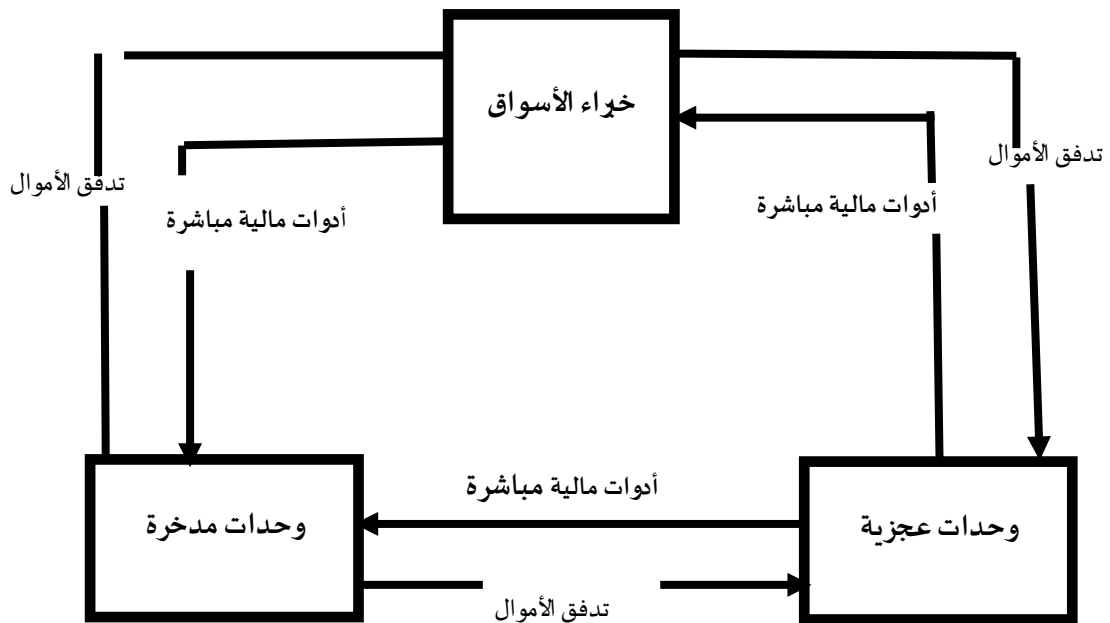 خبراء الأسواق
تدفق الأموال
تدفق الأموال
أدوات مالية مباشرة
أدوات مالية مباشرة
أدوات مالية مباشرة
وحدات عجزية
وحدات مدخرة
تدفق الأموال